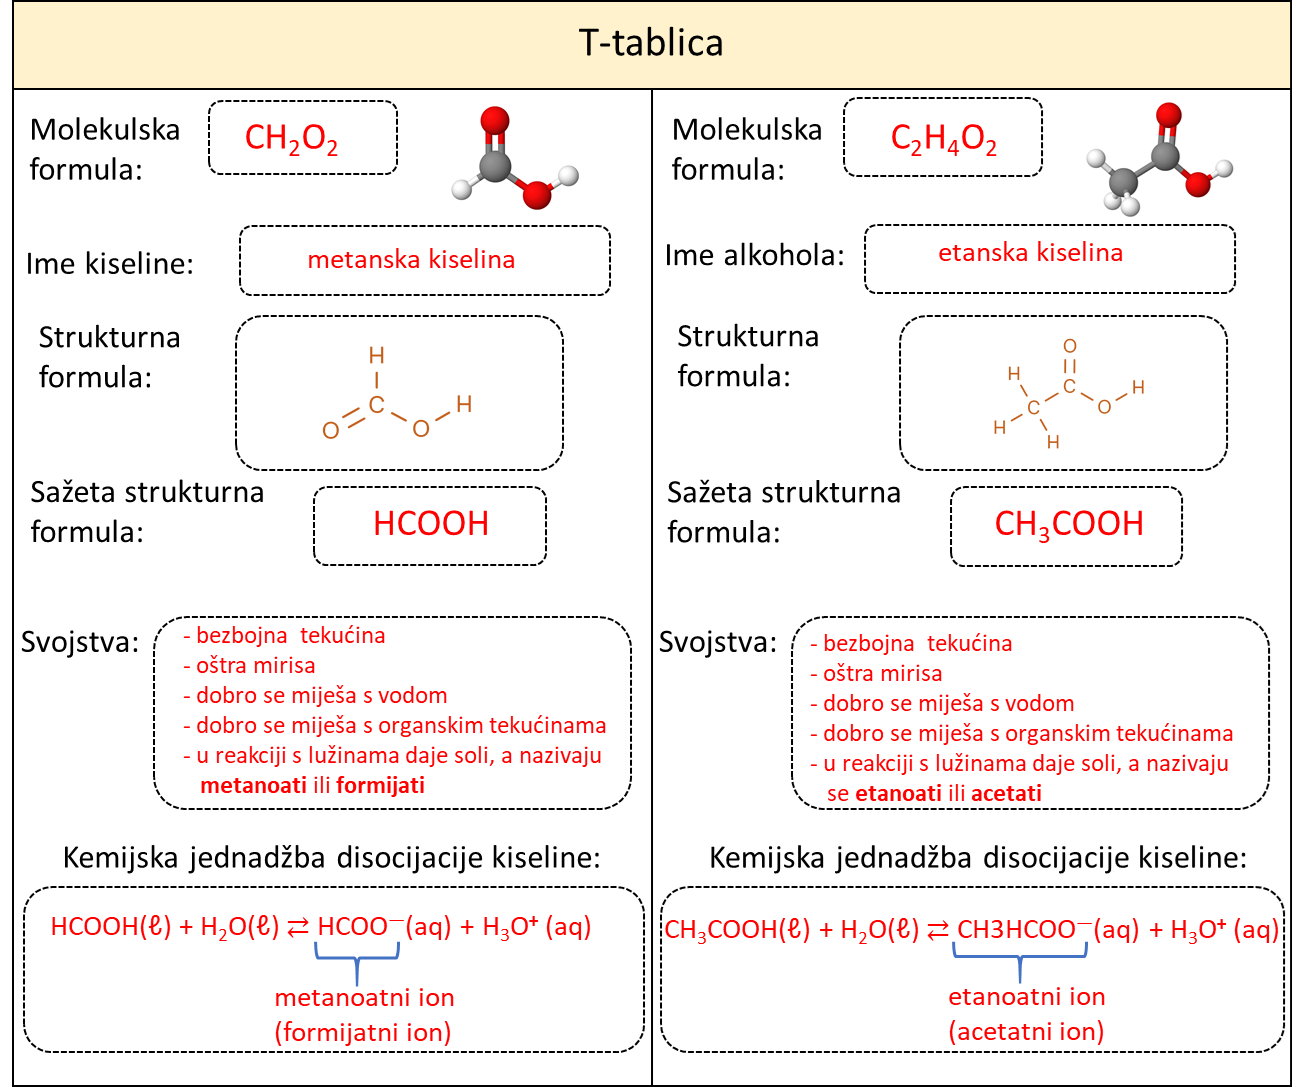 T-tablica
Molekulska
formula:
CH₂O₂
Ime kiseline:
metanska kiselina
Strukturna
formula:
H
C
O
O
H
Sažeta strukturna
formula:
HCOOH
Svojstva:
- bezbojna  tekućina
- oštra mirisa
- dobro se miješa s vodom
- dobro se miješa s organskim tekućinama
- u reakciji s lužinama daje soli, a nazivaju
metanoati ili formijati
Kemijska jednadžba disocijacije kiseline:
HCOOH(ℓ) + H₂O(ℓ) ⇄ HCOO⁻(aq) + H₃O⁺ (aq)
metanoatni ion
(formijatni ion)
Molekulska
formula:
C₂H₄O₂
Ime alkohola:
etanska kiselina
Strukturna
formula:
O
H
C
H
C
O
H
H
Sažeta strukturna
formula:
CH₃COOH
Svojstva:
- bezbojna  tekućina
- oštra mirisa
- dobro se miješa s vodom
- dobro se miješa s organskim tekućinama
- u reakciji s lužinama daje soli, a nazivaju
se etanoati ili acetati
Kemijska jednadžba disocijacije kiseline:
CH₃COOH(ℓ) + H₂O(ℓ) ⇄ CH3HCOO⁻ (aq) + H₃O⁺ (aq)
etanoatni ion
(acetatni ion)